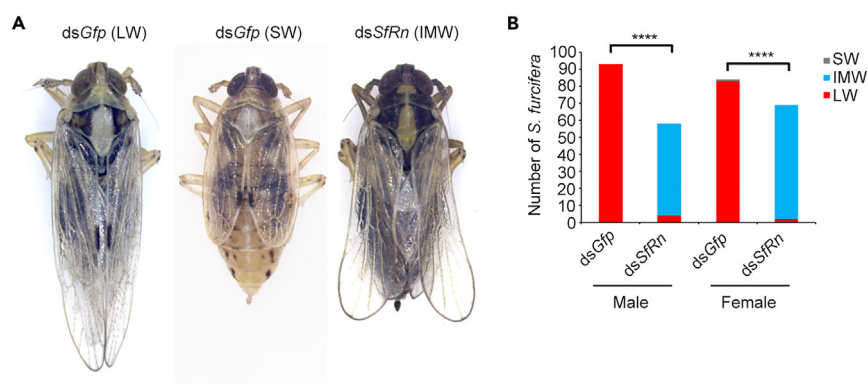 A
dsGfp (LW)
dsGfp (SW)
dsSfRn (IMW)
B
****
****
SW
IMW
LW
Number of S. furcifera
100
90
80
70
60
50
40
30
20
10
0
dsGfp
dsSfRn
dsGfp
dsSfRn
Male
Female